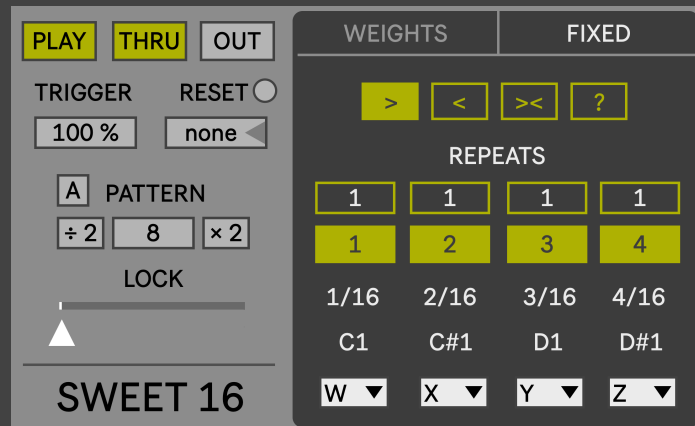 PLAY THRU OUT
TRIGGER RESET
100 % none
A PATTERN
÷ 2 8 × 2
LOCK
SWEET 16
WEIGHTS FIXED
> < >< ?
REPEATS
1 1 1 1
1 2 3 4
1/16 2/16 3/16 4/16
C1 C#1 D1 D#1
W X Y Z